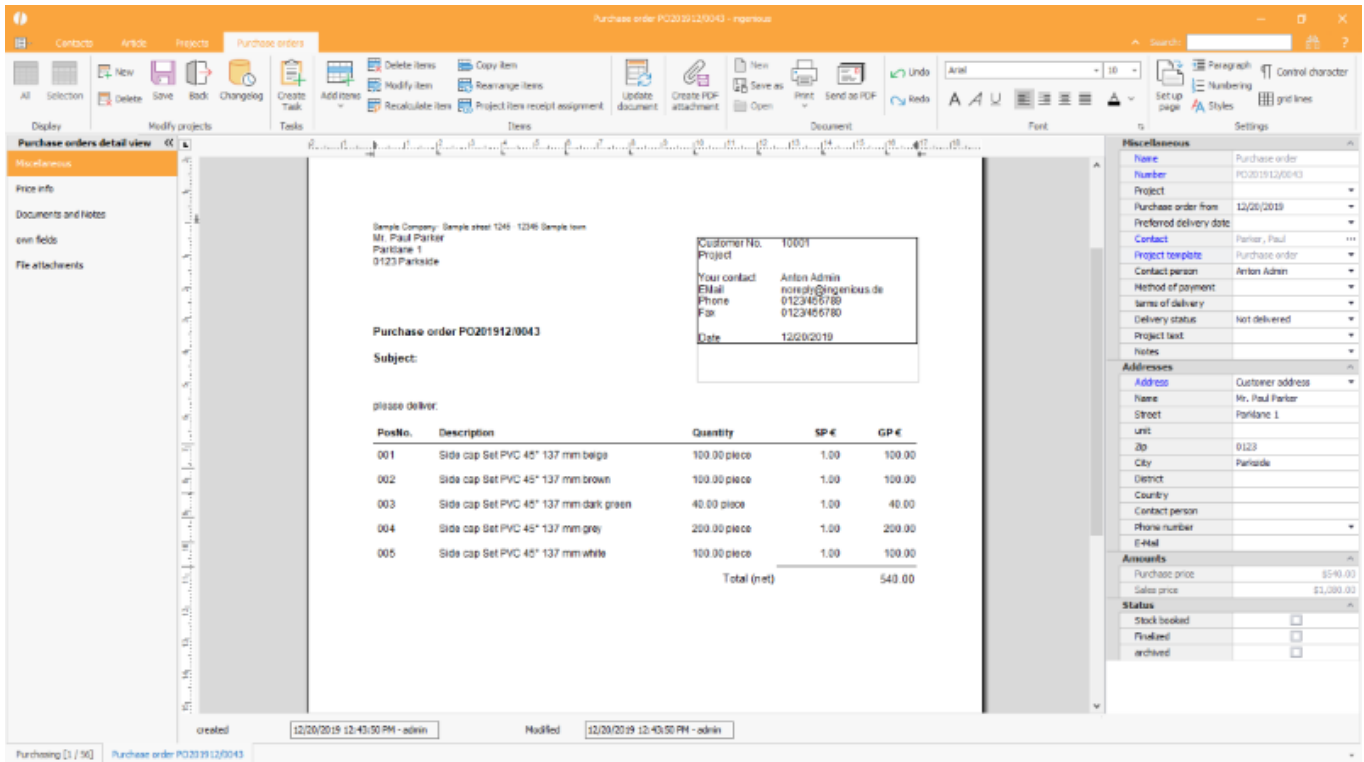 Purchase order PO201912/0043 - ingenious
Contacts Article Projects Purchase orders Search: ?
All Selection New Delete Save Back Changelog Create Task Add items Delete items Modify item Recalculate item Copy item Rearrange items Project item receipt assignment Update document Create PDF attachment New Save as Open Print Send as PDF Undo Redo Arial 10 A A U A Set up page Paragraph Numbering Styles Control character grid lines
Display Modify projects Tasks Items Document Font Settings
Purchase orders detail view
Miscellaneous
Price info
Documents and Notes
own fields
File attachments
Sample Company · Sample street 1245 · 12345 Sample town
Mr. Paul Parker
Parklane 1
0123 Parkside
Customer No. 10001
Project
Your contact Anton Admin
EMail noreply@ingenious.de
Phone 0123/456789
Fax 0123/456780
Date 12/20/2019
Purchase order PO201912/0043
Subject:
please deliver:
PosNo. Description Quantity SP € GP €
001 Side cap Set PVC 45° 137 mm beige 100.00 piece 1.00 100.00
002 Side cap Set PVC 45° 137 mm brown 100.00 piece 1.00 100.00
003 Side cap Set PVC 45° 137 mm dark green 40.00 piece 1.00 40.00
004 Side cap Set PVC 45° 137 mm grey 200.00 piece 1.00 200.00
005 Side cap Set PVC 45° 137 mm white 100.00 piece 1.00 100.00
Total (net) 540.00
Miscellaneous
Name Purchase order
Number PO201912/0043
Project
Purchase order from 12/20/2019
Preferred delivery date
Contact Parker, Paul ...
Project template Purchase order
Contact person Anton Admin
Method of payment
terms of delivery
Delivery status Not delivered
Project text
Notes
Addresses
Address Customer address
Name Mr. Paul Parker
Street Parklane 1
unit
Zip 0123
City Parkside
District
Country
Contact person
Phone number
E-Mail
Amounts
Purchase price $540.00
Sales price $1,080.00
Status
Stock booked
Finalized
archived
created 12/20/2019 12:43:50 PM - admin Modified 12/20/2019 12:43:50 PM - admin
Purchasing [1 / 56] Purchase order PO201912/0043